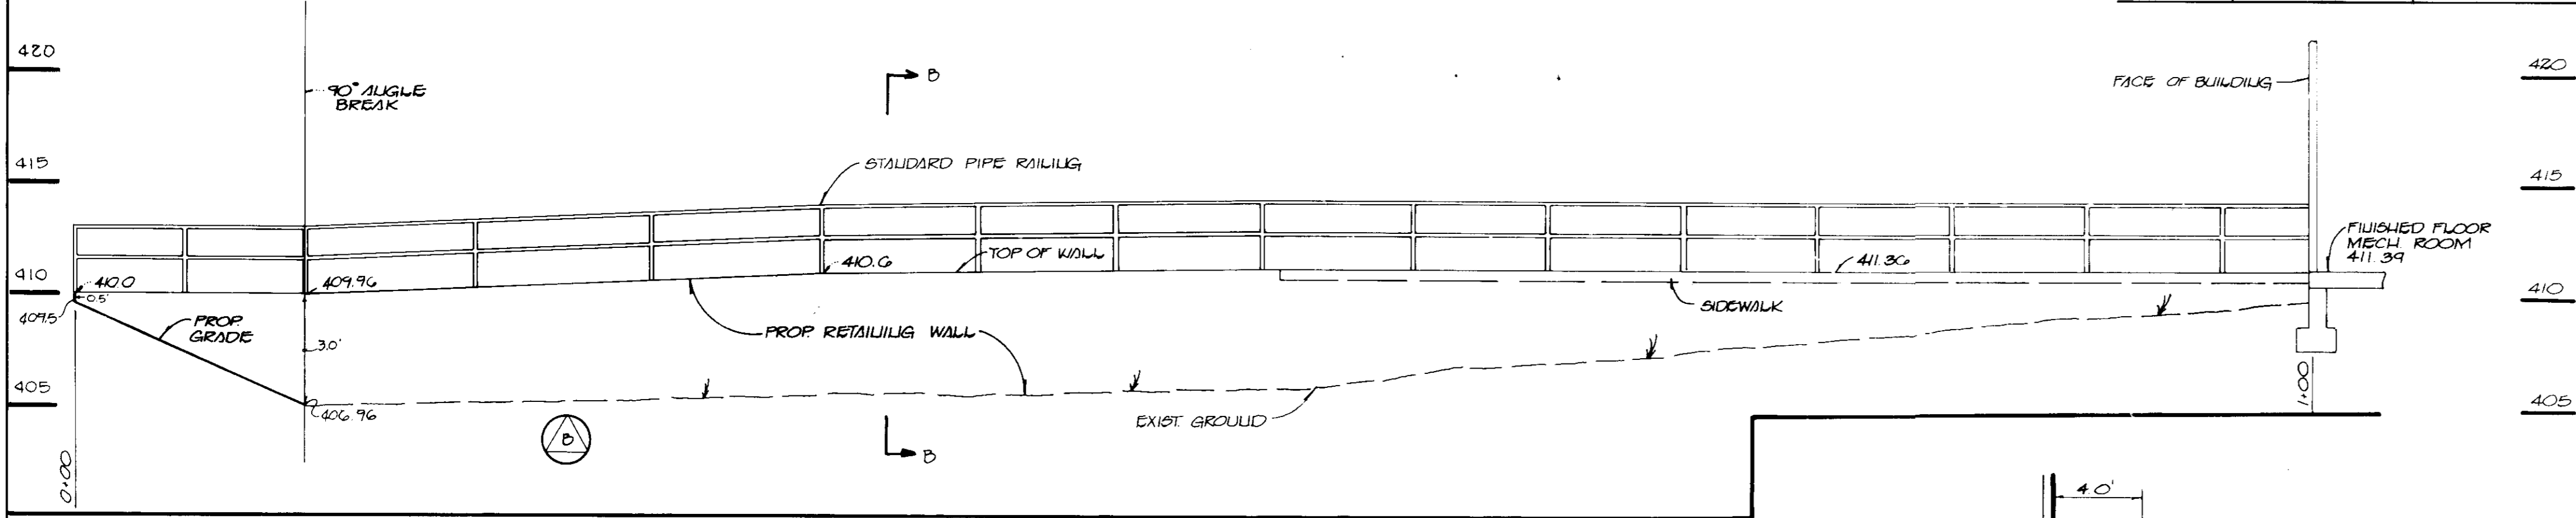 420
420
90° ANGLE
BREAK
B
FACE OF BUILDING
415
415
STANDARD PIPE RAILING
FINISHED FLOOR
MECH. ROOM
411.39
410
410
410.0
0.5'
409.5
409.96
410.6
TOP OF WALL
411.36
SIDEWALK
PROP.
GRADE
3.0'
PROP. RETAINING WALL
405
405
406.96
EXIST. GROUND
B
B
0+00
1+00
4.0'